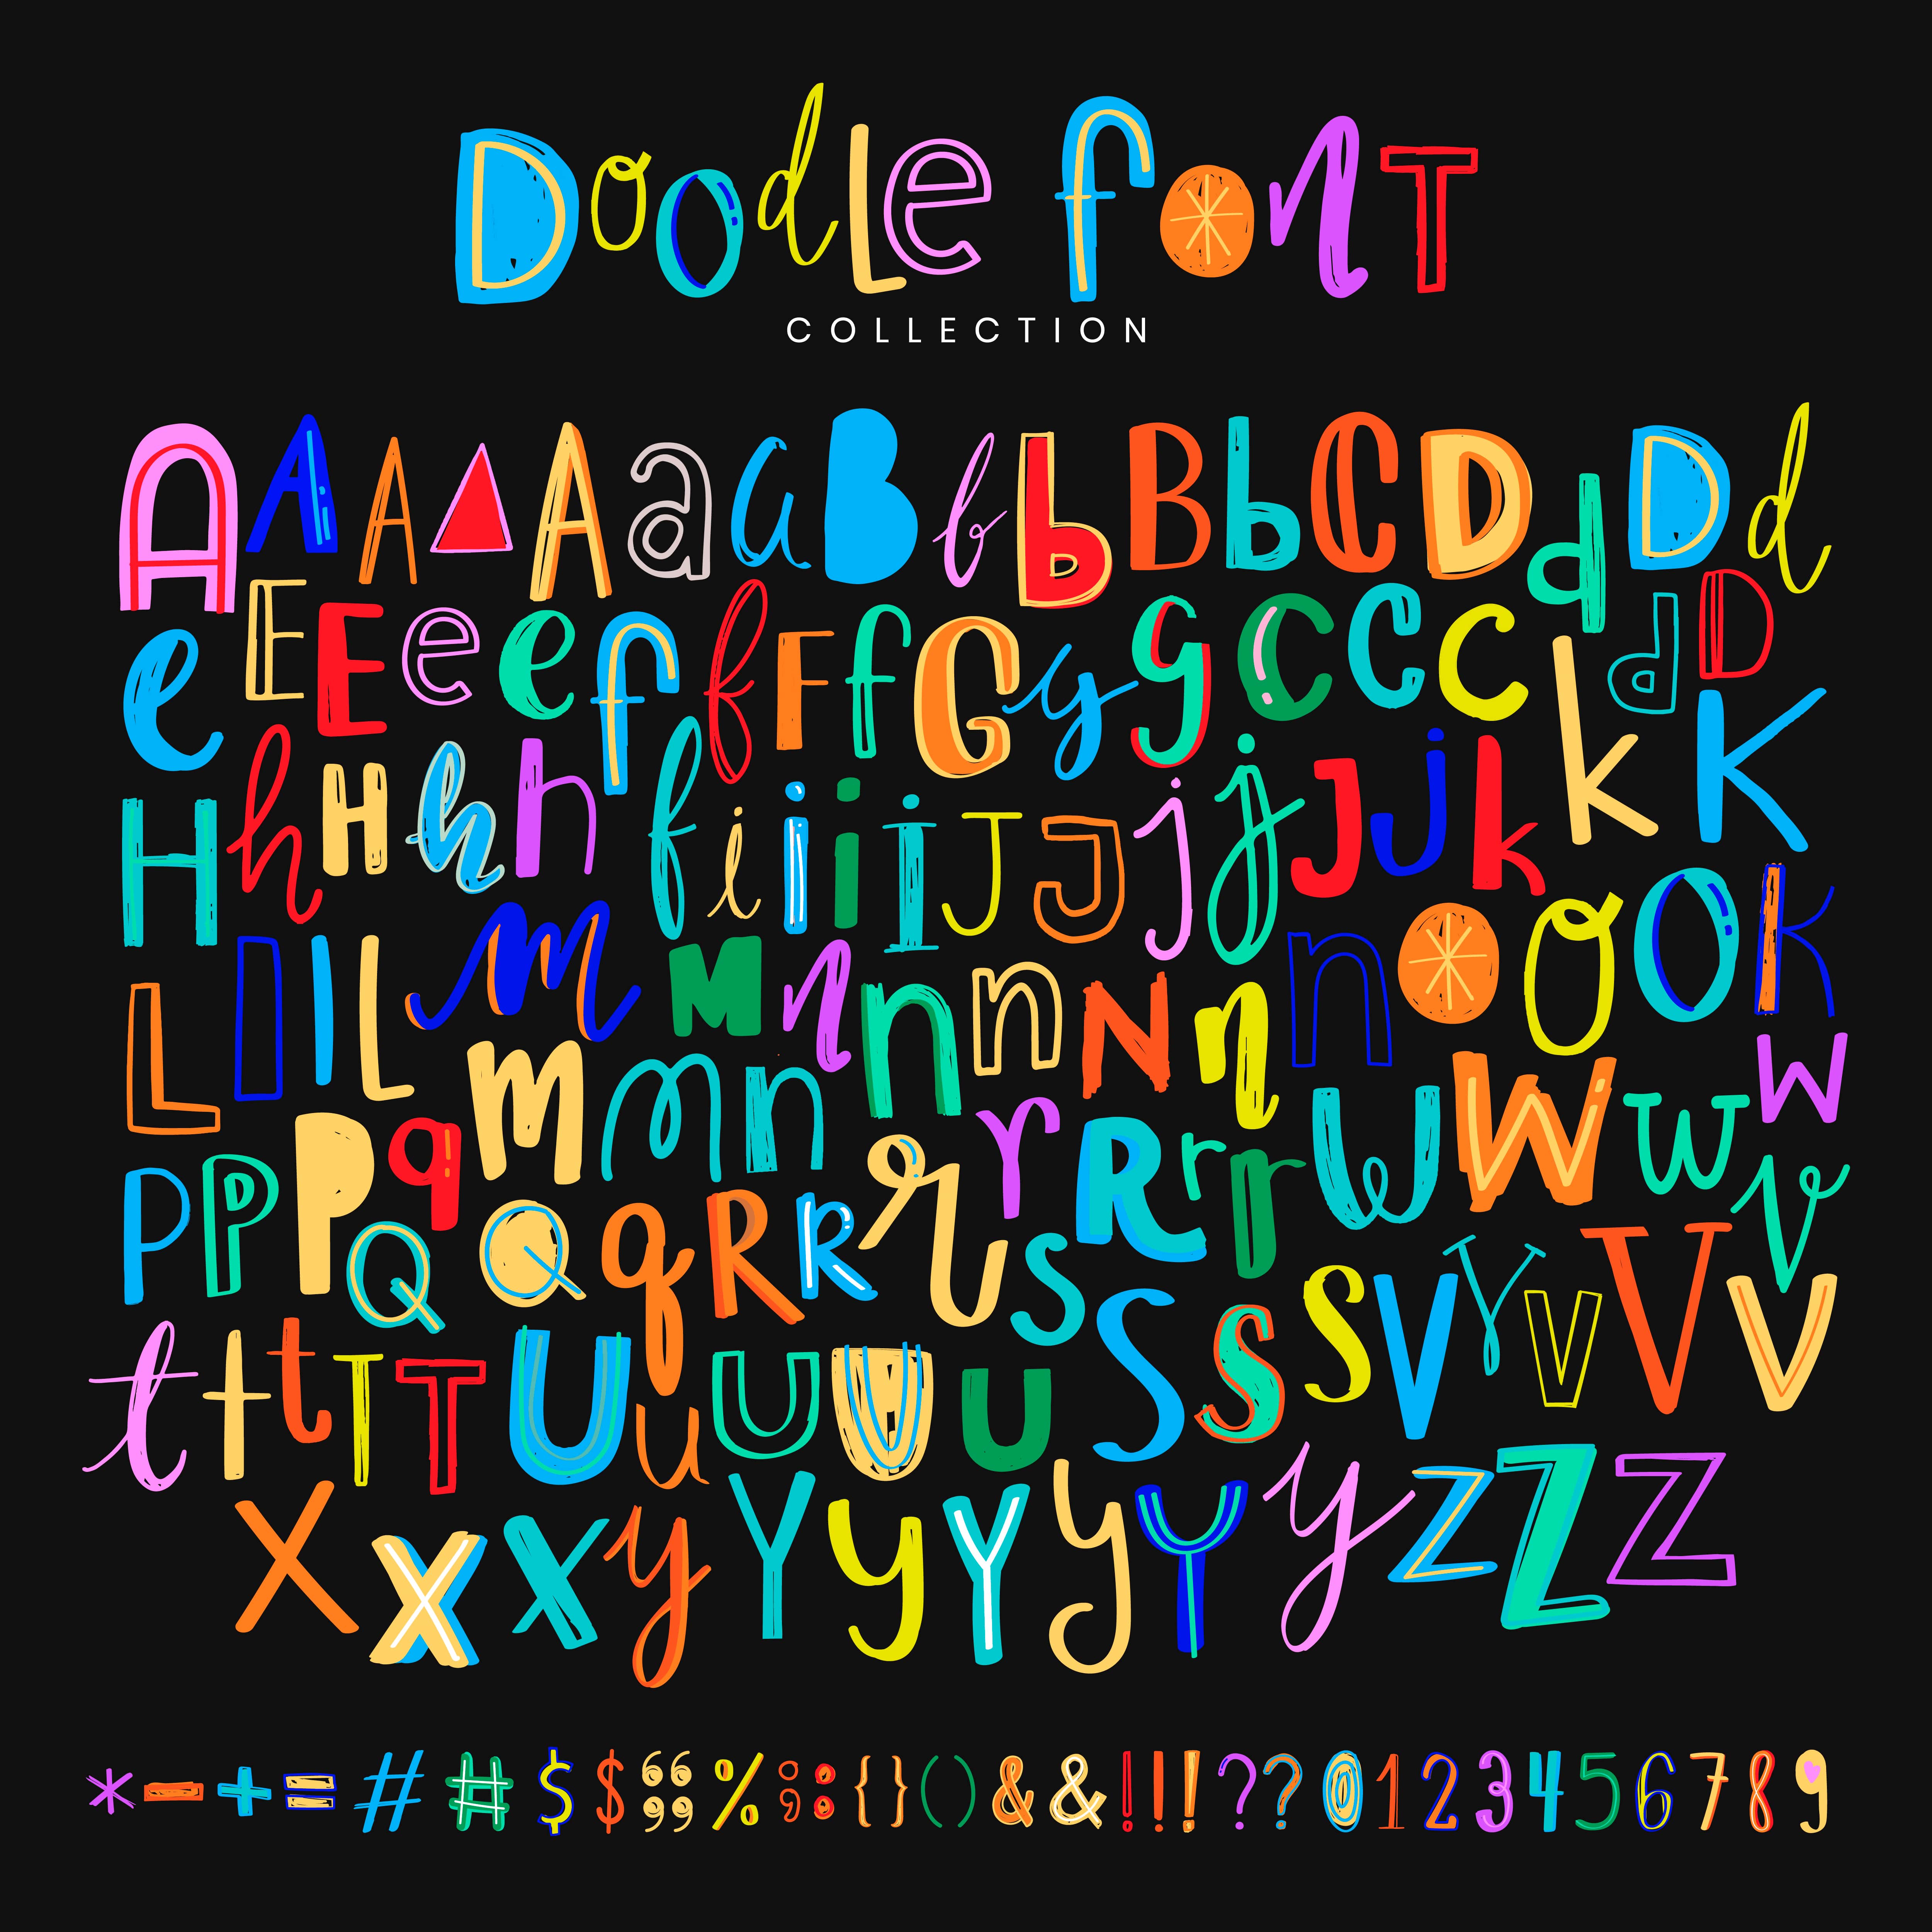 Doodle fonT
COLLECTION
A A A A A a a B b b B b C D d D d
e E E e e f f F f G y g C c c c d D
H h H h h f i i i I J J j j J j k k K
L l l L m M n n n N n n o O O K
P P P q m m n r R r r w W w w
Q Q q R R q u s v
t t t T T U u U U u S S S V Y V V V
X X X y Y y Y y Y y Z Z Z
* - + = # # $ $ “ ” % ; ; { } ( ) & & ! ! ! ? ? 0 1 2 3 4 5 6 7 8 9